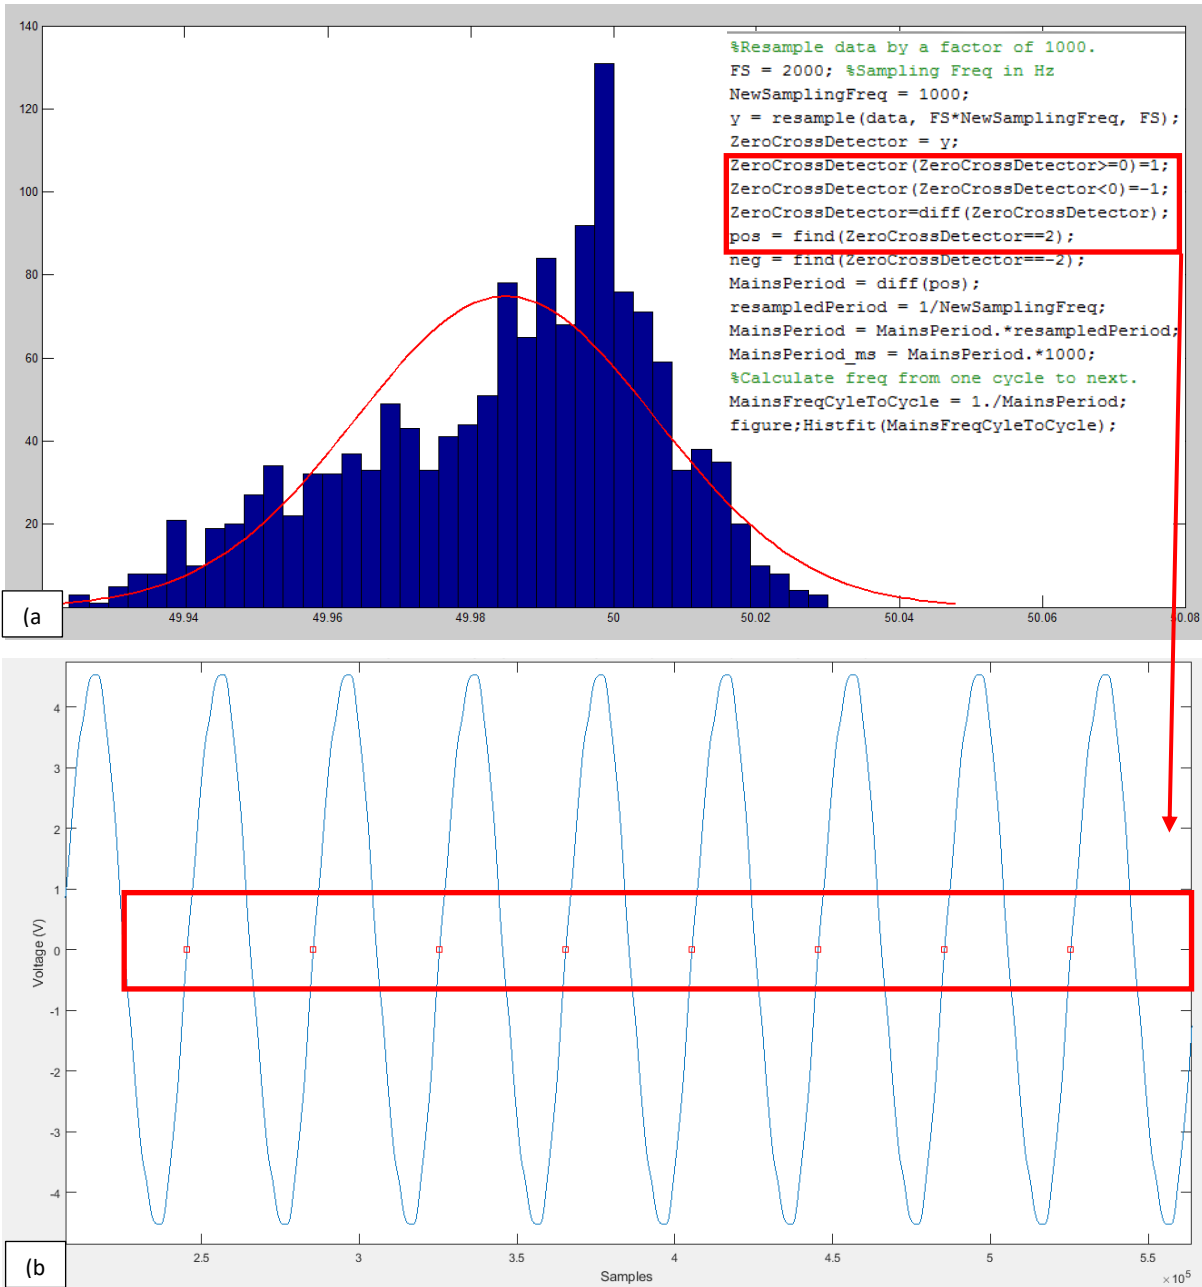 140
120
100
80
60
40
20
49.94
49.96
49.98
50
50.02
50.04
50.06
50.08
%Resample data by a factor of 1000.
FS = 2000; %Sampling Freq in Hz
NewSamplingFreq = 1000;
y = resample(data, FS*NewSamplingFreq, FS);
ZeroCrossDetector = y;
ZeroCrossDetector(ZeroCrossDetector>=0)=1;
ZeroCrossDetector(ZeroCrossDetector<0)=-1;
ZeroCrossDetector=diff(ZeroCrossDetector);
pos = find(ZeroCrossDetector==2);
neg = find(ZeroCrossDetector==-2);
MainsPeriod = diff(pos);
resampledPeriod = 1/NewSamplingFreq;
MainsPeriod = MainsPeriod.*resampledPeriod;
MainsPeriod_ms = MainsPeriod.*1000;
%Calculate freq from one cycle to next.
MainsFreqCyleToCycle = 1./MainsPeriod;
figure;Histfit(MainsFreqCyleToCycle);
(a
4
3
2
1
0
-1
-2
-3
-4
Voltage (V)
2.5
3
3.5
4
4.5
5
5.5
×10⁵
Samples
(b